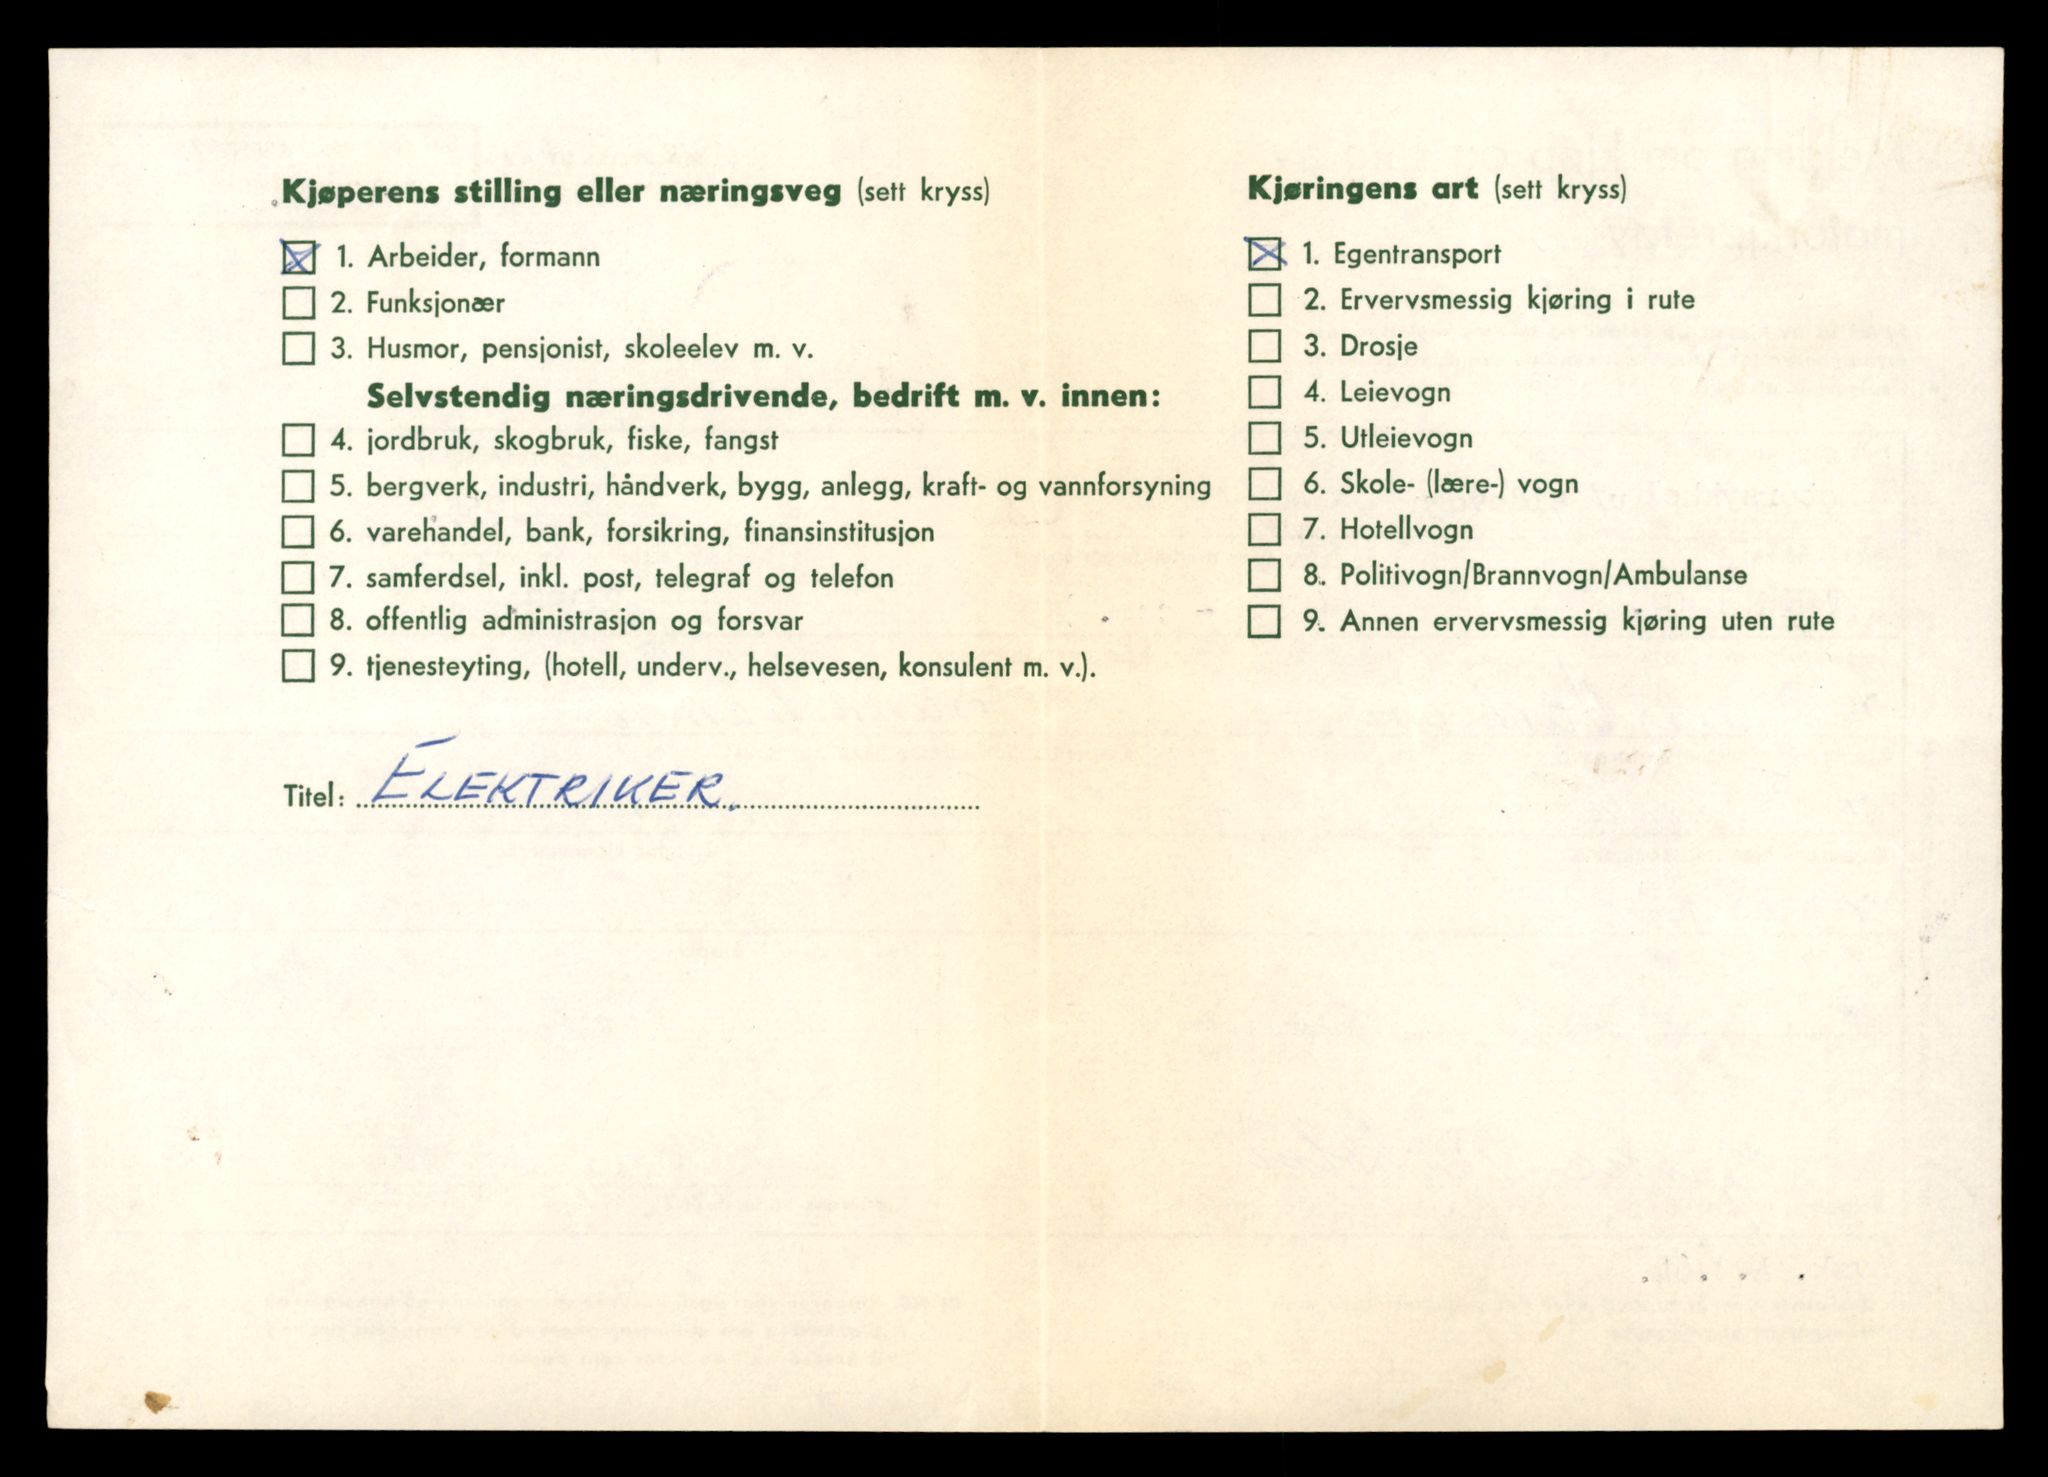 Kjøperens stilling eller næringsveg (sett kryss)
1. Arbeider, formann
2. Funksjonær
3. Husmor, pensjonist, skoleelev m. v.
Selvstendig næringsdrivende, bedrift m. v. innen:
4. jordbruk, skogbruk, fiske, fangst
5. bergverk, industri, håndverk, bygg, anlegg, kraft- og vannforsyning
6. varehandel, bank, forsikring, finansinstitusjon
7. samferdsel, inkl. post, telegraf og telefon
8. offentlig administrasjon og forsvar
9. tjenesteyting, (hotell, underv., helsevesen, konsulent m. v.).
Titel: ELEKTRIKER.
Kjøringens art (sett kryss)
1. Egentransport
2. Ervervsmessig kjøring i rute
3. Drosje
4. Leievogn
5. Utleievogn
6. Skole- (lære-) vogn
7. Hotellvogn
8. Politivogn/Brannvogn/Ambulanse
9. Annen ervervsmessig kjøring uten rute